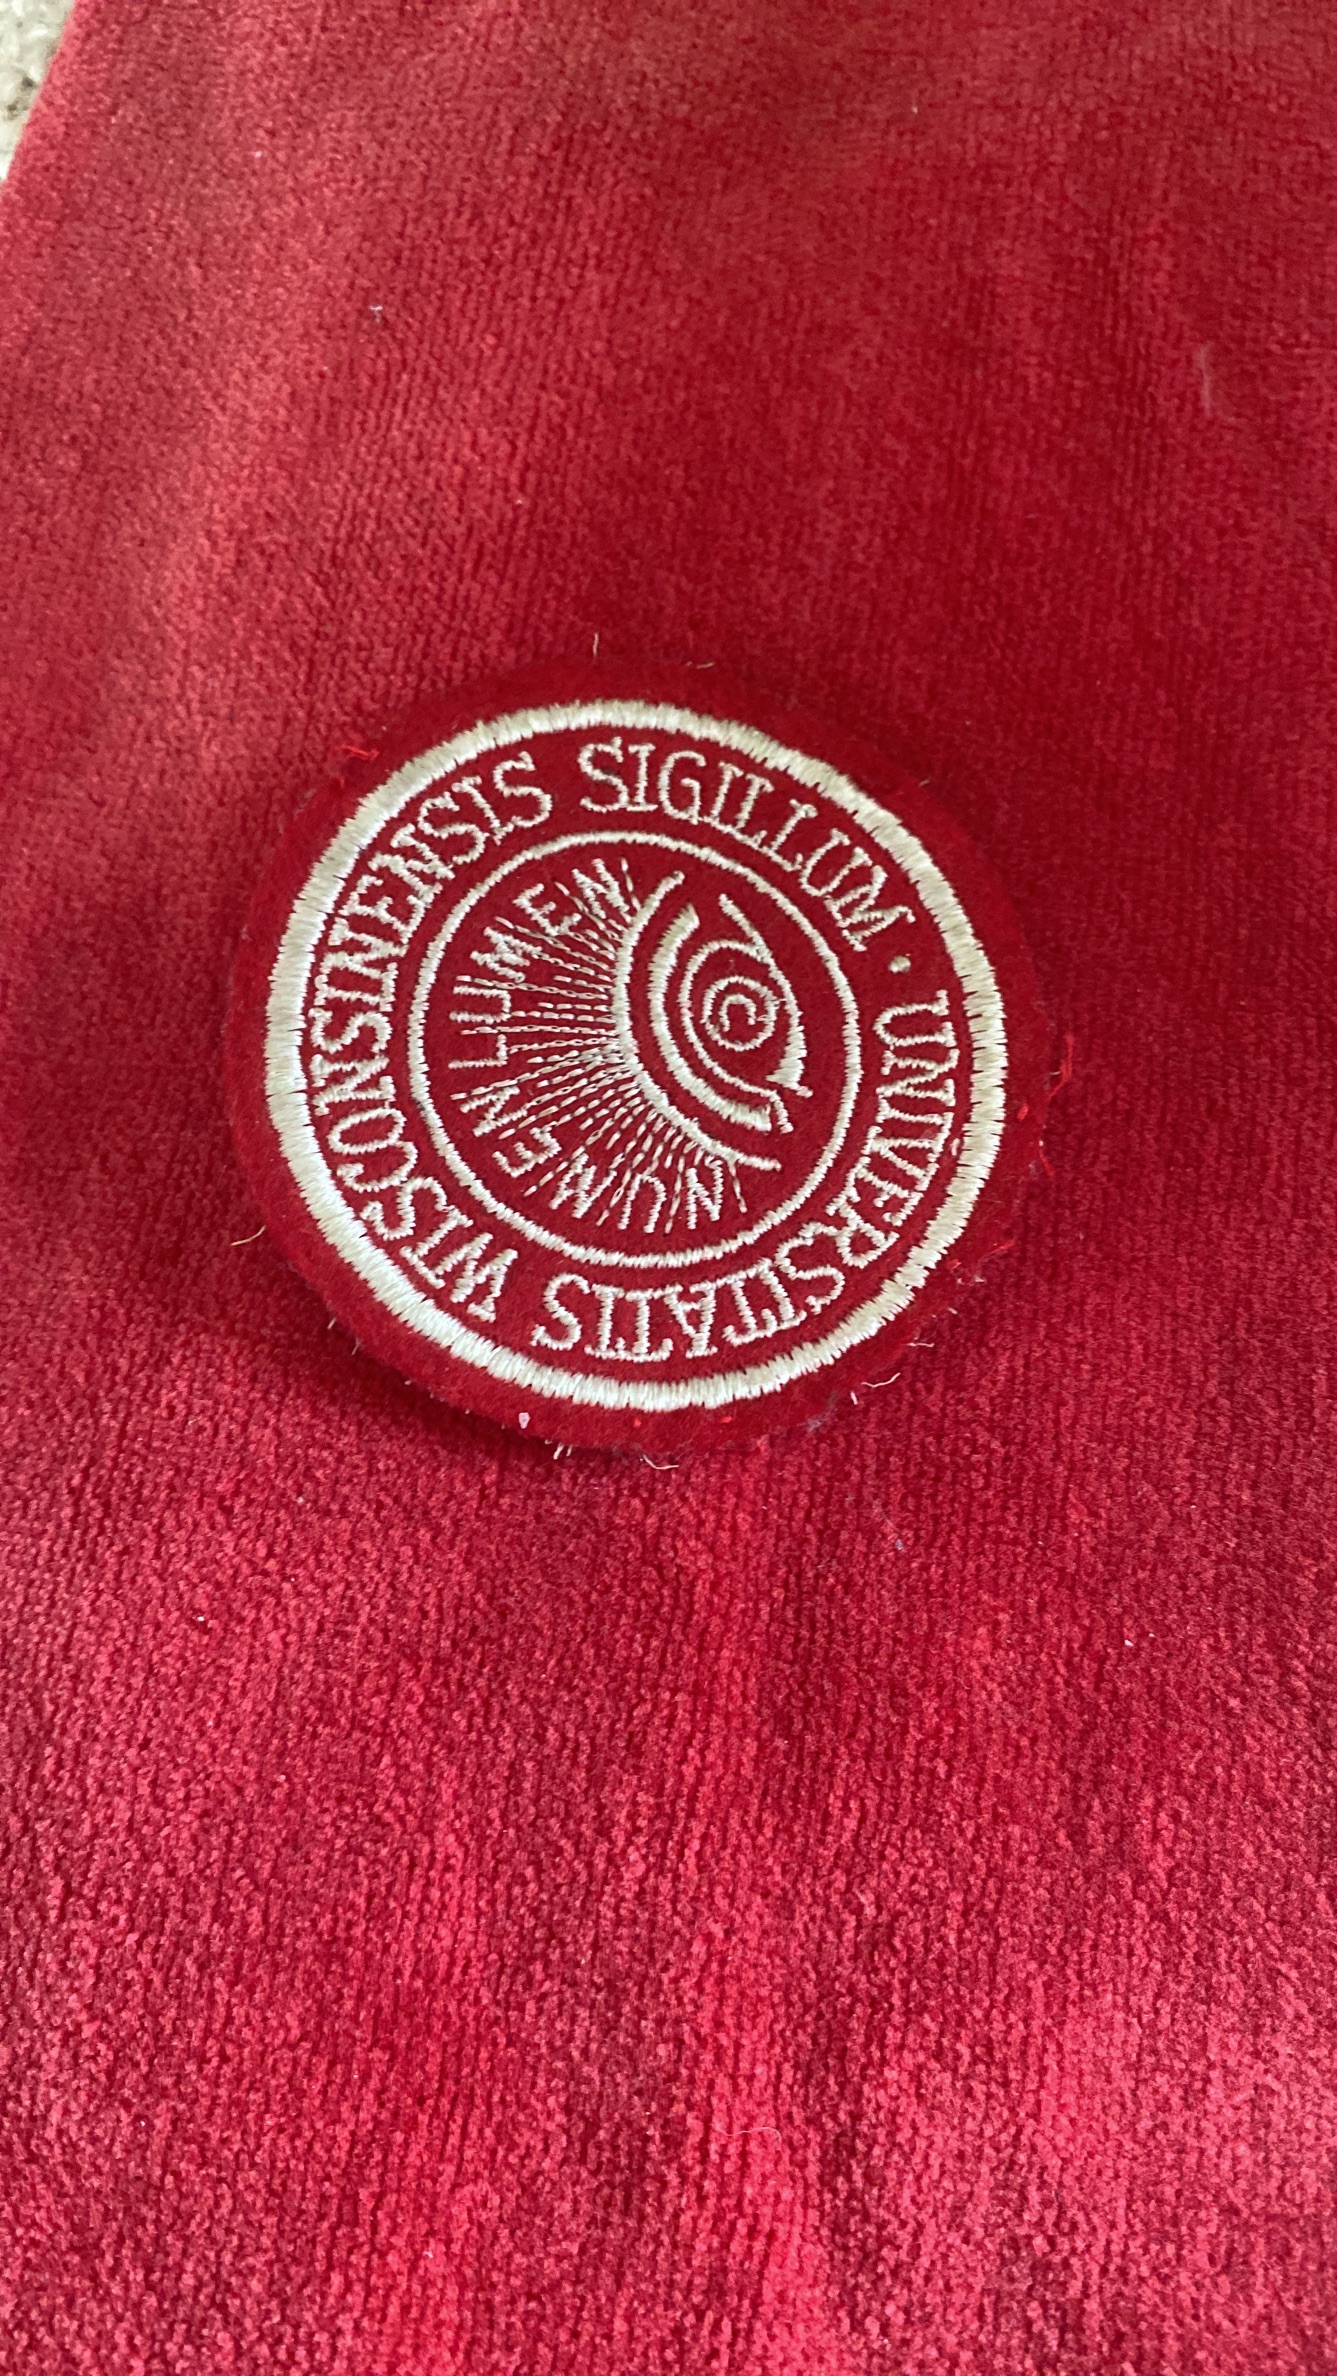 UNIVERSITATIS WISCONSINENSIS SIGILLUM ·
NUMEN LUMEN